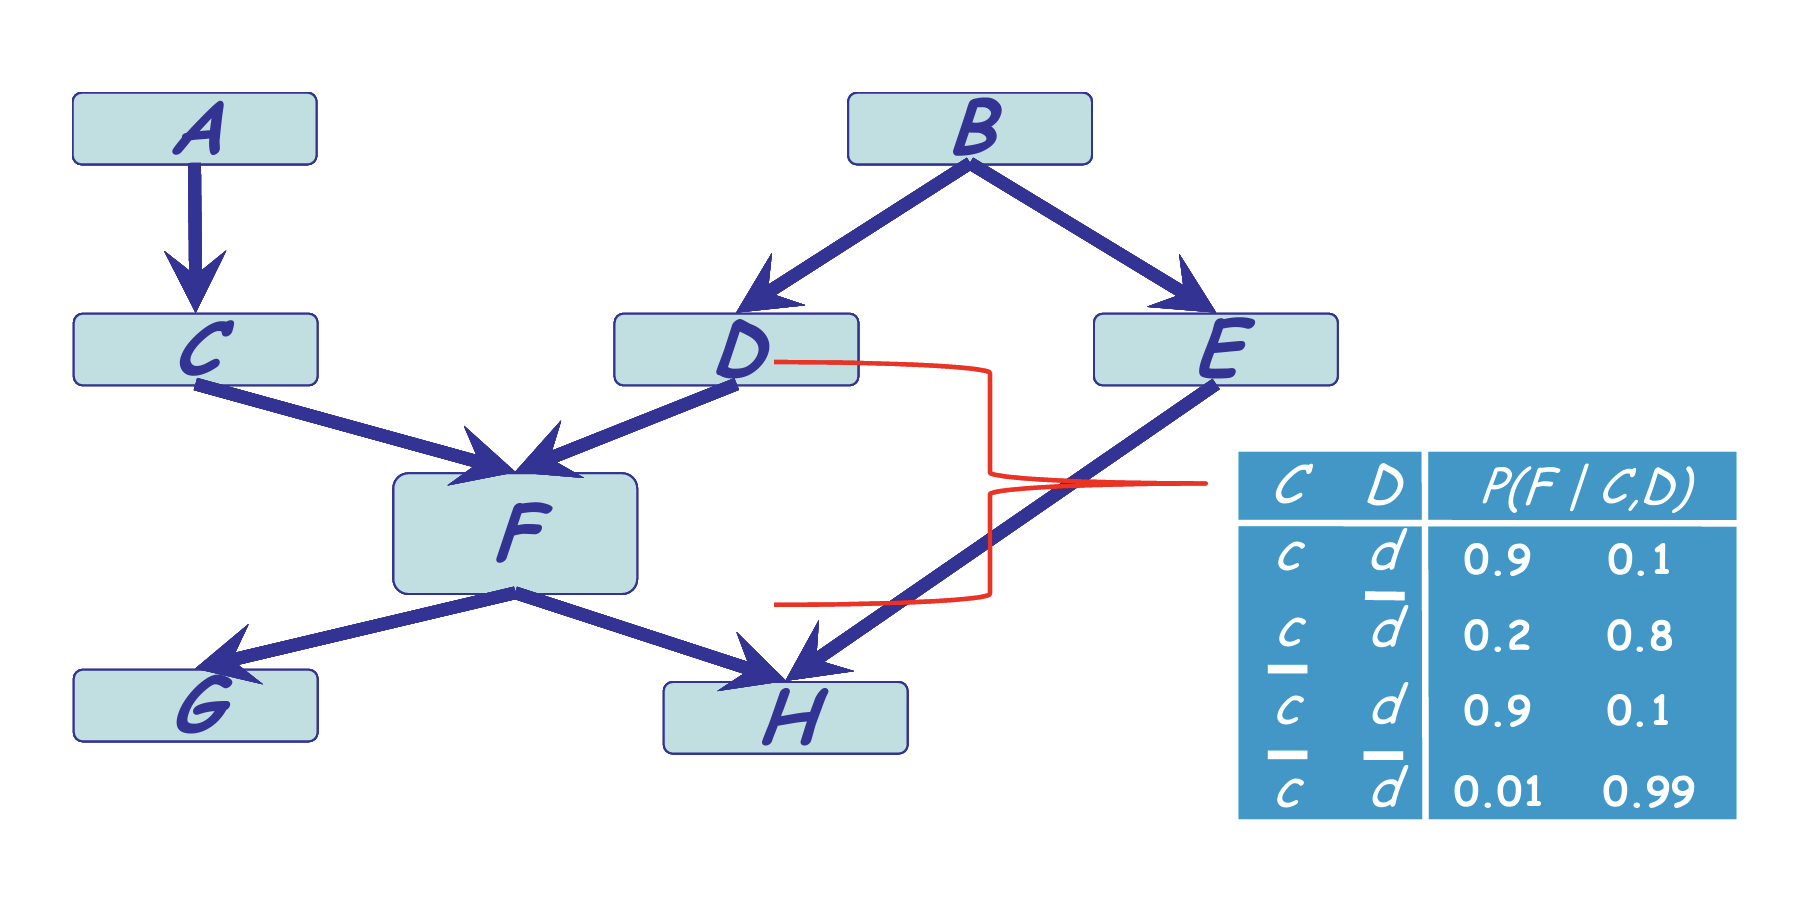 A B
C D E
F
G H
C D P(F | C,D)
c d 0.9 0.1
c d̅ 0.2 0.8
c̅ d 0.9 0.1
c̅ d̅ 0.01 0.99